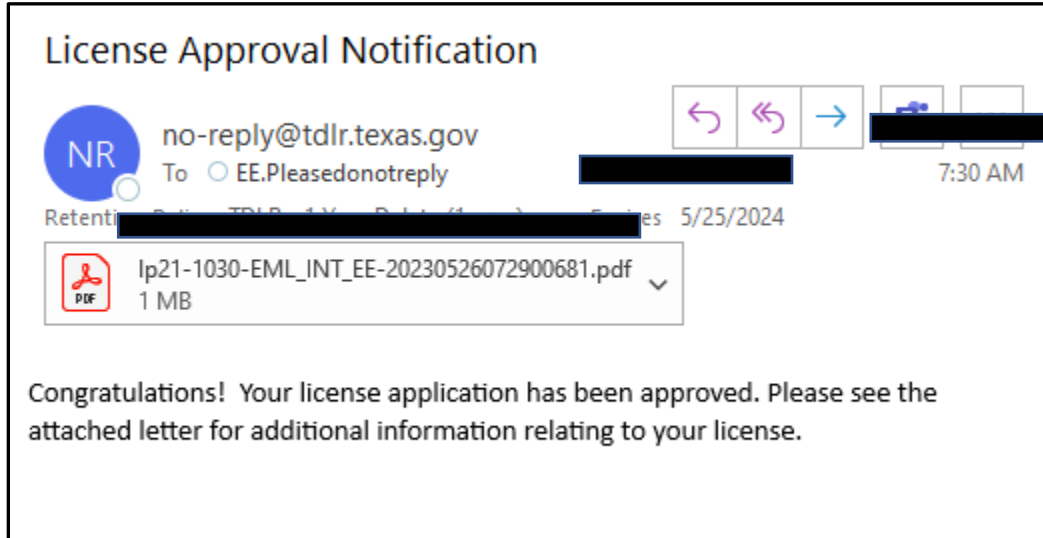 License Approval Notification
NR
no-reply@tdlr.texas.gov
To EE.Pleasedonotreply
7:30 AM
5/25/2024
PDF
lp21-1030-EML_INT_EE-20230526072900681.pdf
1 MB
Congratulations!  Your license application has been approved. Please see the
attached letter for additional information relating to your license.